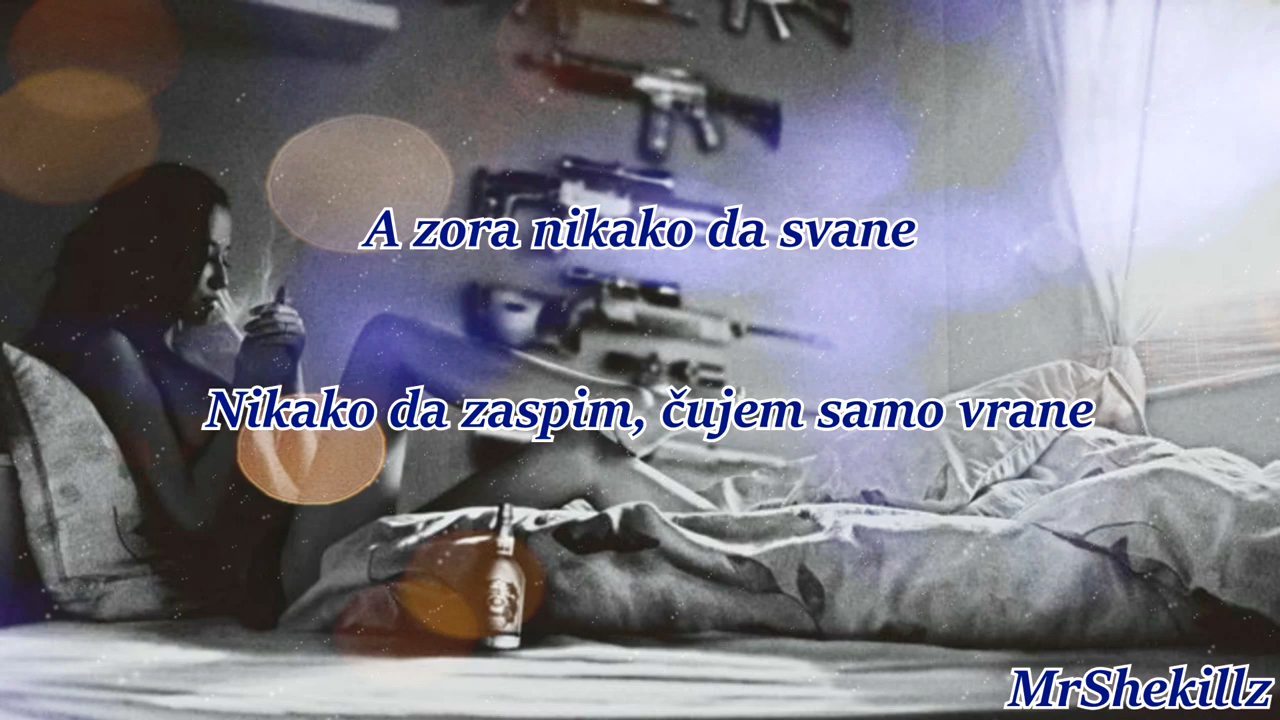 A zora nikako da svane
Nikako da zaspim, čujem samo vrane
MrShekillz